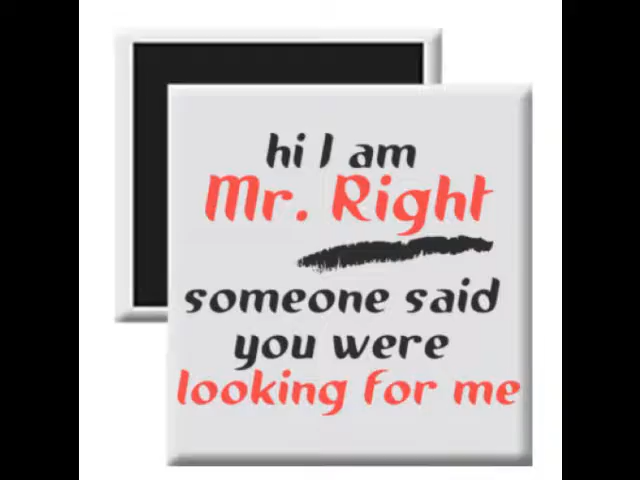 hi I am
Mr. Right
someone said
you were
looking for me